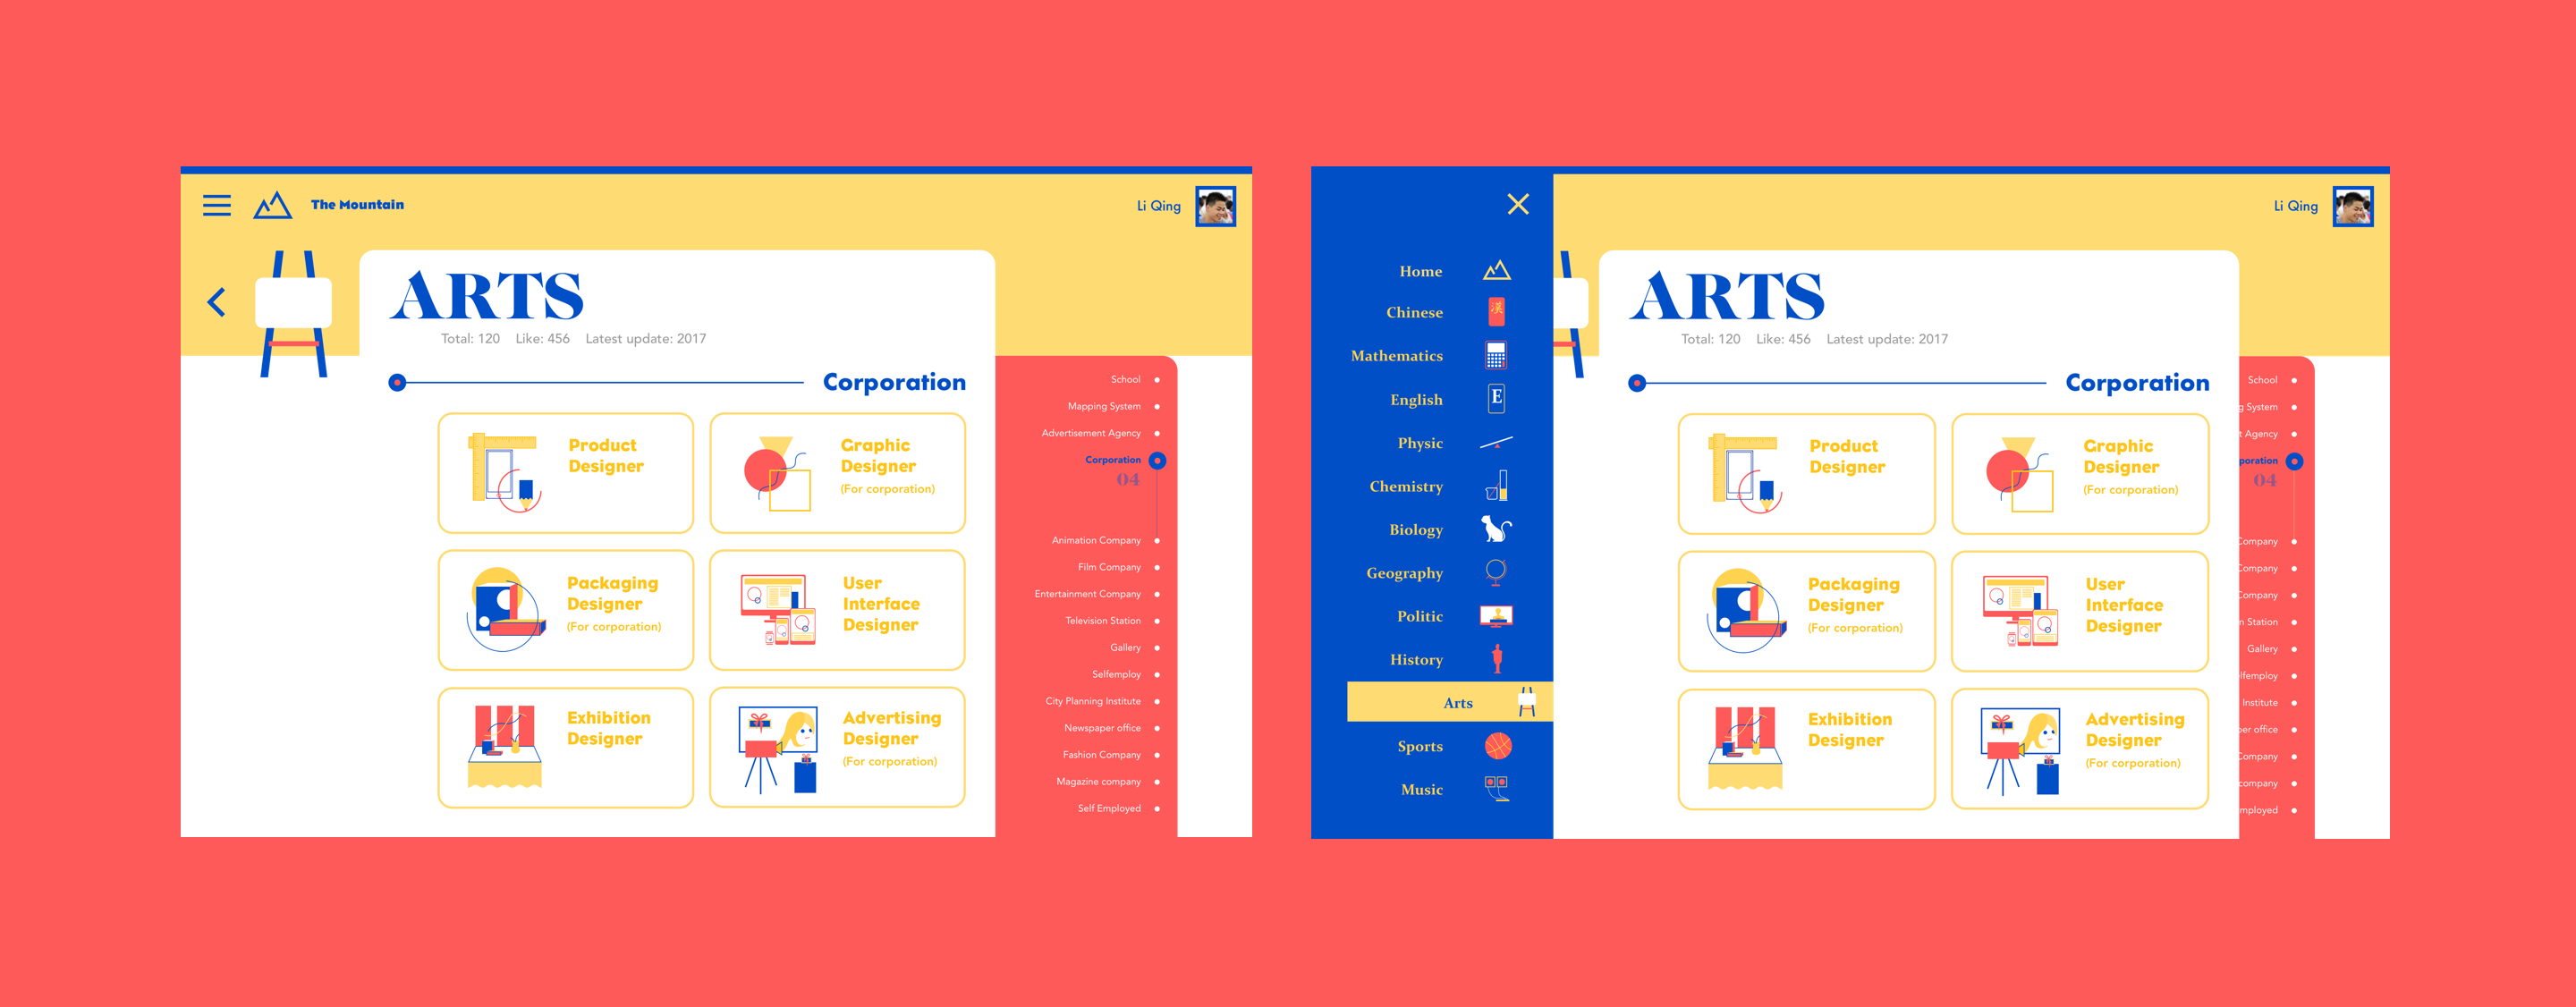 The Mountain
Li Qing
ARTS
Total: 120 Like: 456 Latest update: 2017
Corporation
Product
Designer
Graphic
Designer
(For corporation)
Packaging
Designer
(For corporation)
User
Interface
Designer
Exhibition
Designer
Advertising
Designer
(For corporation)
School
Mapping System
Advertisement Agency
Corporation
04
Animation Company
Film Company
Entertainment Company
Television Station
Gallery
Selfemploy
City Planning Institute
Newspaper office
Fashion Company
Magazine company
Self Employed
Home
Chinese
漢
Mathematics
English
E
Physic
Chemistry
Biology
Geography
Politic
History
Arts
Sports
Music
Li Qing
ARTS
Total: 120 Like: 456 Latest update: 2017
Corporation
Product
Designer
Graphic
Designer
(For corporation)
Packaging
Designer
(For corporation)
User
Interface
Designer
Exhibition
Designer
Advertising
Designer
(For corporation)
School
g System
t Agency
poration
04
Company
Company
Company
n Station
Gallery
lfemploy
Institute
per office
Company
company
mployed